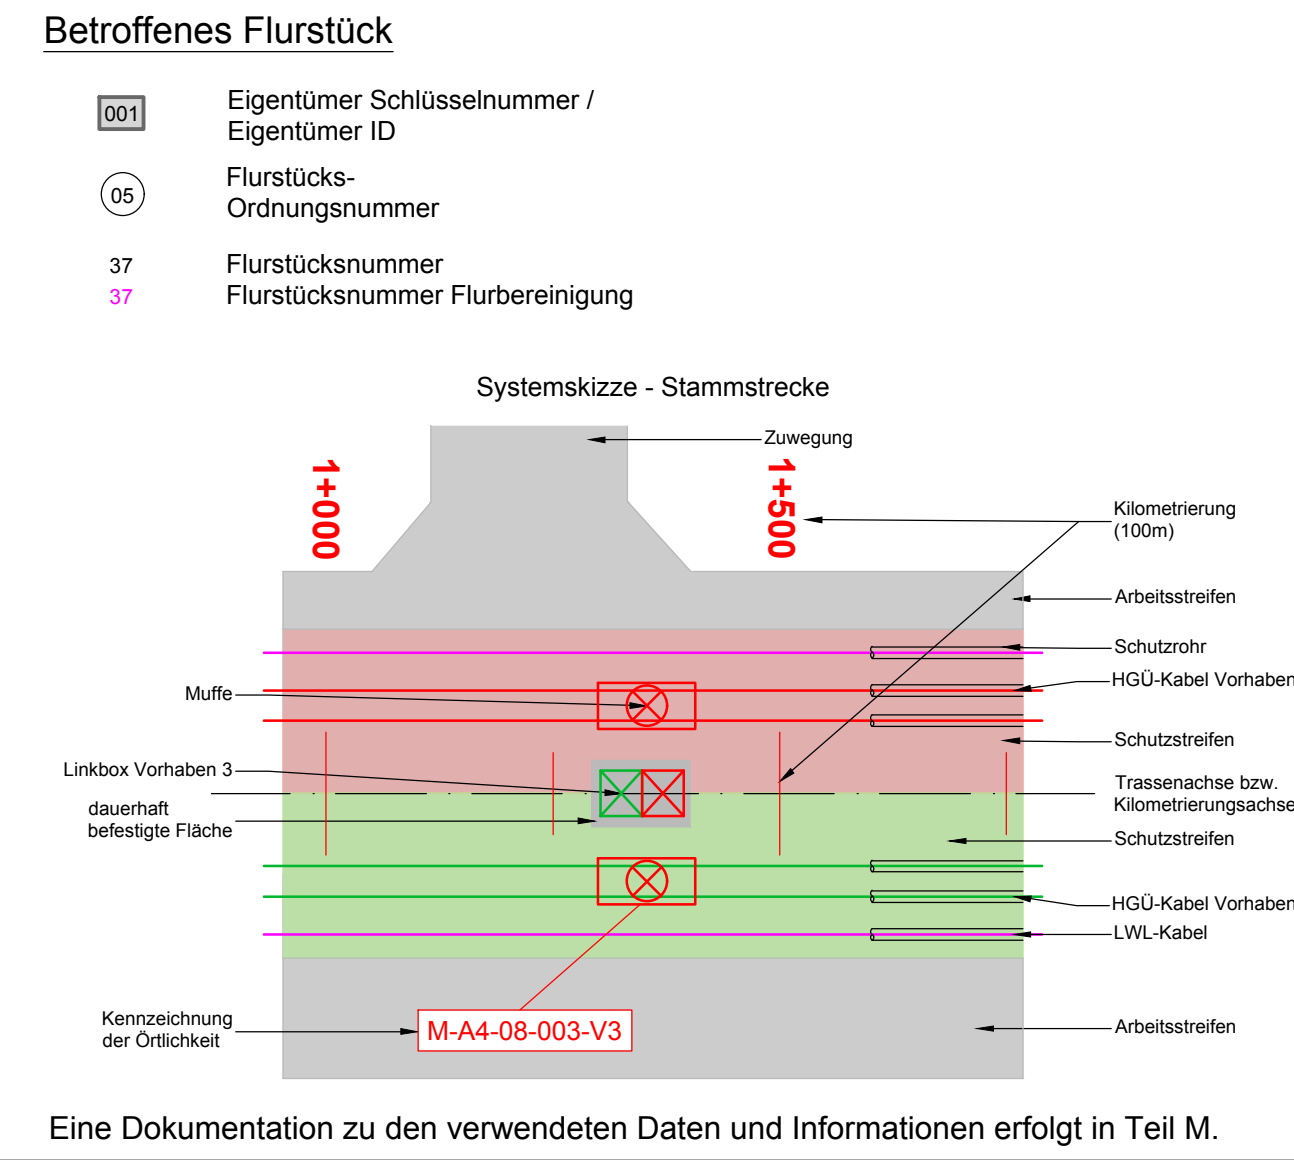 Betroffenes Flurstück
001
Eigentümer Schlüsselnummer /
Eigentümer ID
05
Flurstücks-
Ordnungsnummer
37
Flurstücksnummer
37
Flurstücksnummer Flurbereinigung
Systemskizze - Stammstrecke
Zuwegung
1+000
1+500
Kilometrierung
(100m)
Arbeitsstreifen
Schutzrohr
HGÜ-Kabel Vorhaben
Muffe
Schutzstreifen
Linkbox Vorhaben 3
Trassenachse bzw.
Kilometrierungsachse
dauerhaft
befestigte Fläche
Schutzstreifen
HGÜ-Kabel Vorhaben
LWL-Kabel
Kennzeichnung
der Örtlichkeit
M-A4-08-003-V3
Arbeitsstreifen
Eine Dokumentation zu den verwendeten Daten und Informationen erfolgt in Teil M.